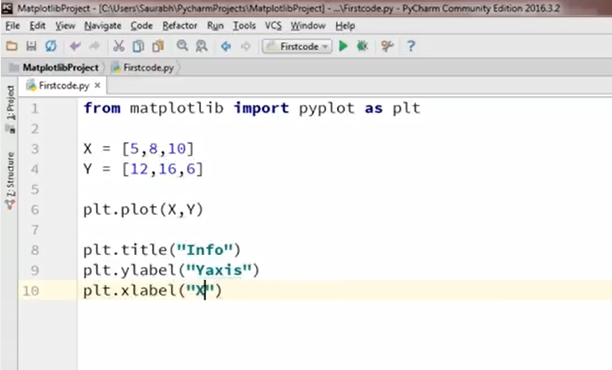 MatplotlibProject - [C:\Users\Saurabh\PycharmProjects\MatplotlibProject] - ...\Firstcode.py - PyCharm Community Edition 2016.3.2
File Edit View Navigate Code Refactor Run Tools VCS Window Help
Firstcode
MatplotlibProject Firstcode.py
1: Project
Z: Structure
Firstcode.py
1 from matplotlib import pyplot as plt
2
3 X = [5,8,10]
4 Y = [12,16,6]
5
6 plt.plot(X,Y)
7
8 plt.title("Info")
9 plt.ylabel("Yaxis")
10 plt.xlabel("X")